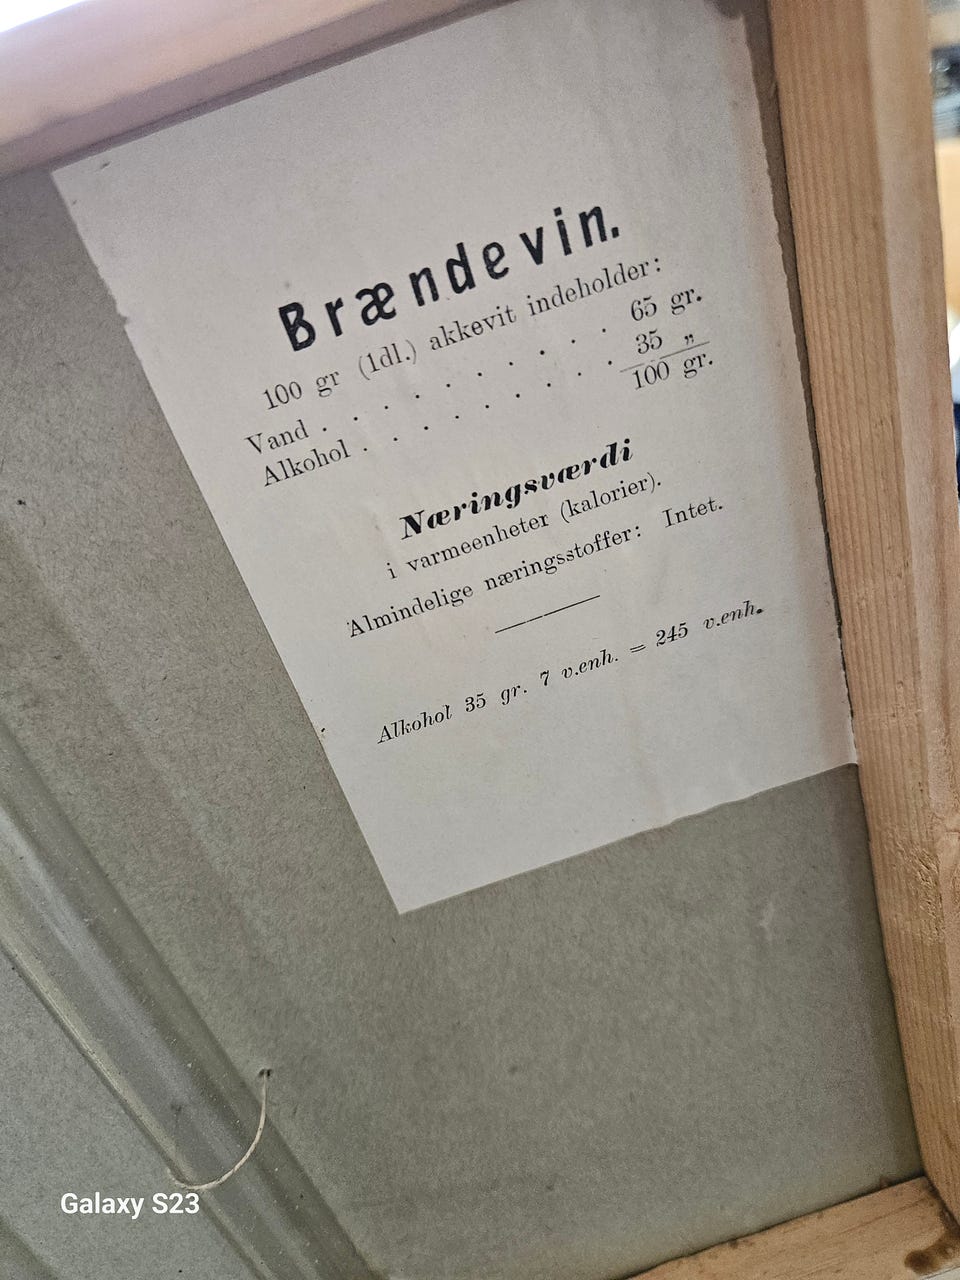 Brændevin.
100 gr (1dl.) akkevit indeholder:
Vand . . . . . . . . . . 65 gr.
Alkohol . . . . . . . . . 35 „
100 gr.
Næringsværdi
i varmeenheter (kalorier).
Almindelige næringsstoffer: Intet.
Alkohol 35 gr. 7 v.enh. = 245 v.enh.
Galaxy S23